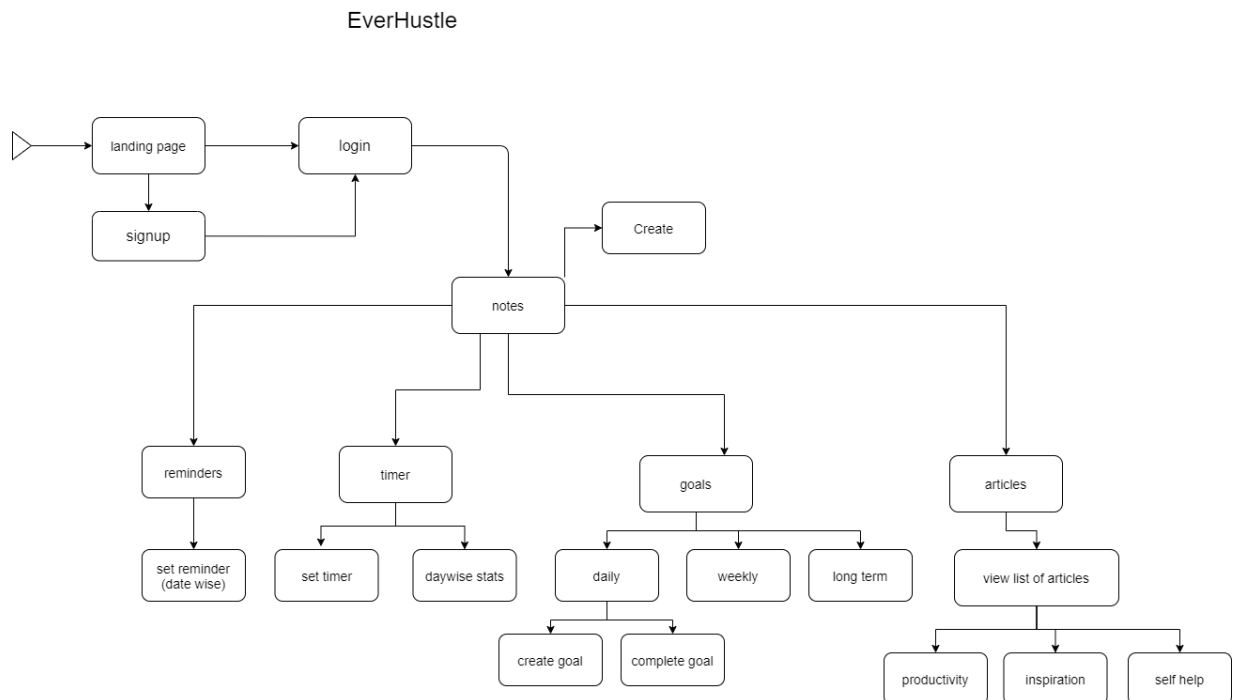 EverHustle
landing page
login
signup
Create
notes
reminders
timer
goals
articles
set reminder
(date wise)
set timer
daywise stats
daily
weekly
long term
view list of articles
create goal
complete goal
productivity
inspiration
self help